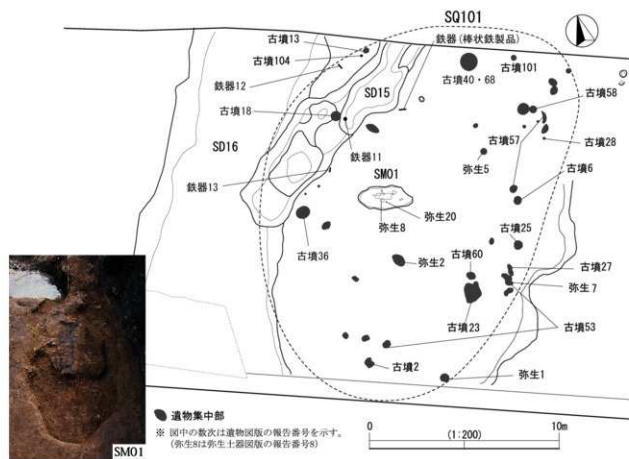 SQ101
鉄器(棒状鉄製品)
古墳13
古墳104
鉄器12
古墳18
SD15
古墳40・68
古墳101
古墳58
SD16
古墳57
古墳28
鉄器11
弥生5
古墳6
鉄器13
SM01
弥生20
弥生8
古墳36
古墳25
弥生2
古墳60
古墳27
弥生7
古墳23
古墳53
古墳2
弥生1
遺物集中部
※ 図中の数次は遺物図版の報告番号を示す。
(弥生8は弥生土器図版の報告番号8)
0
10m
(1:200)
SM01